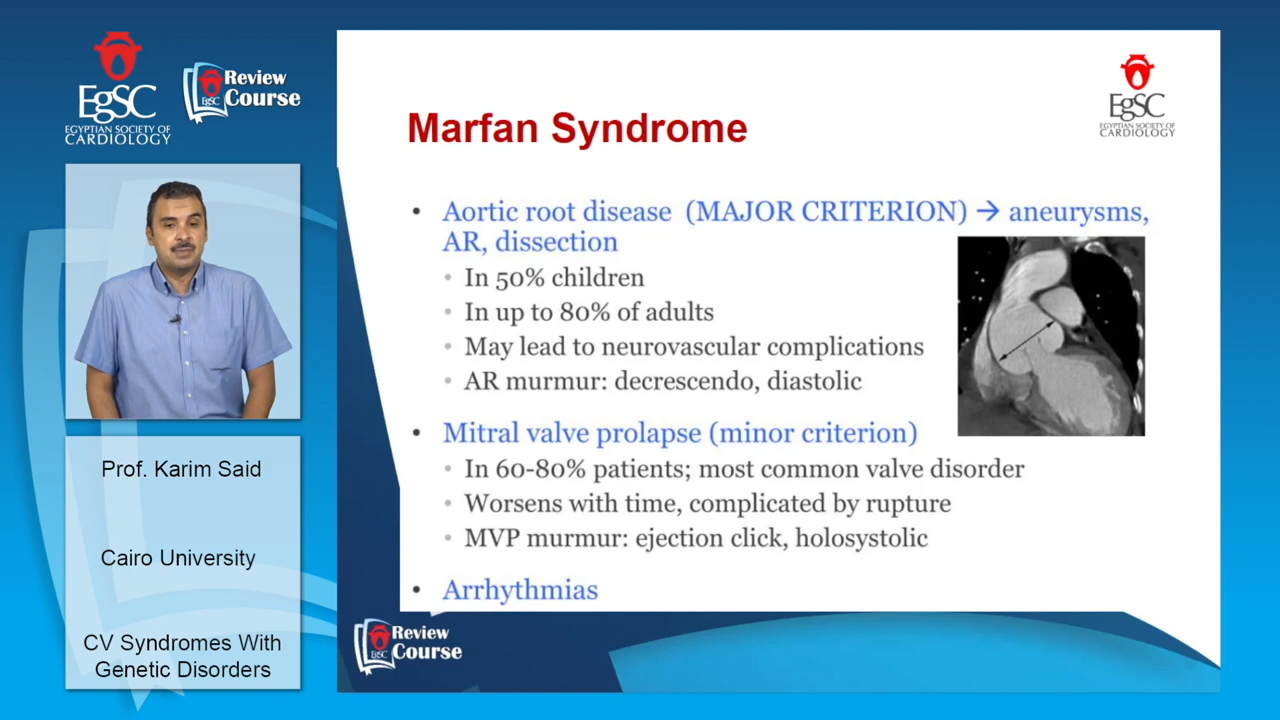 EgSC
EGYPTIAN SOCIETY OF
CARDIOLOGY
EgSC
Review
Course
Prof. Karim Said
Cairo University
CV Syndromes With
Genetic Disorders
EgSC
EGYPTIAN SOCIETY OF
CARDIOLOGY
Marfan Syndrome
• Aortic root disease (MAJOR CRITERION) → aneurysms,
AR, dissection
• In 50% children
• In up to 80% of adults
• May lead to neurovascular complications
• AR murmur: decrescendo, diastolic
• Mitral valve prolapse (minor criterion)
• In 60-80% patients; most common valve disorder
• Worsens with time, complicated by rupture
• MVP murmur: ejection click, holosystolic
• Arrhythmias
EgSC
Review
Course